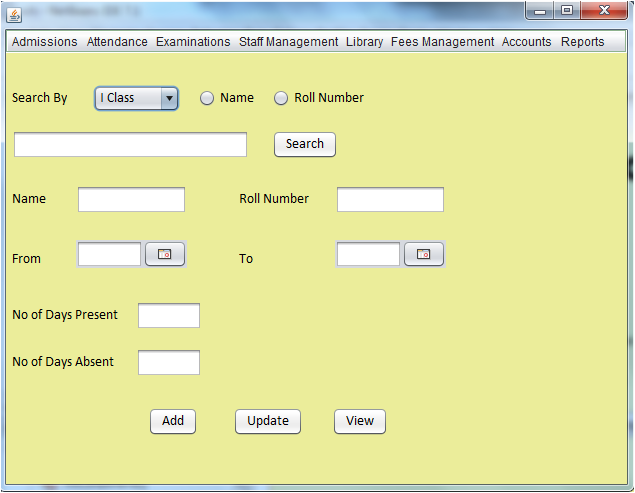 Admissions Attendance Examinations Staff Management Library Fees Management Accounts Reports
Search By I Class Name Roll Number
Search
Name Roll Number
From To
No of Days Present
No of Days Absent
Add Update View